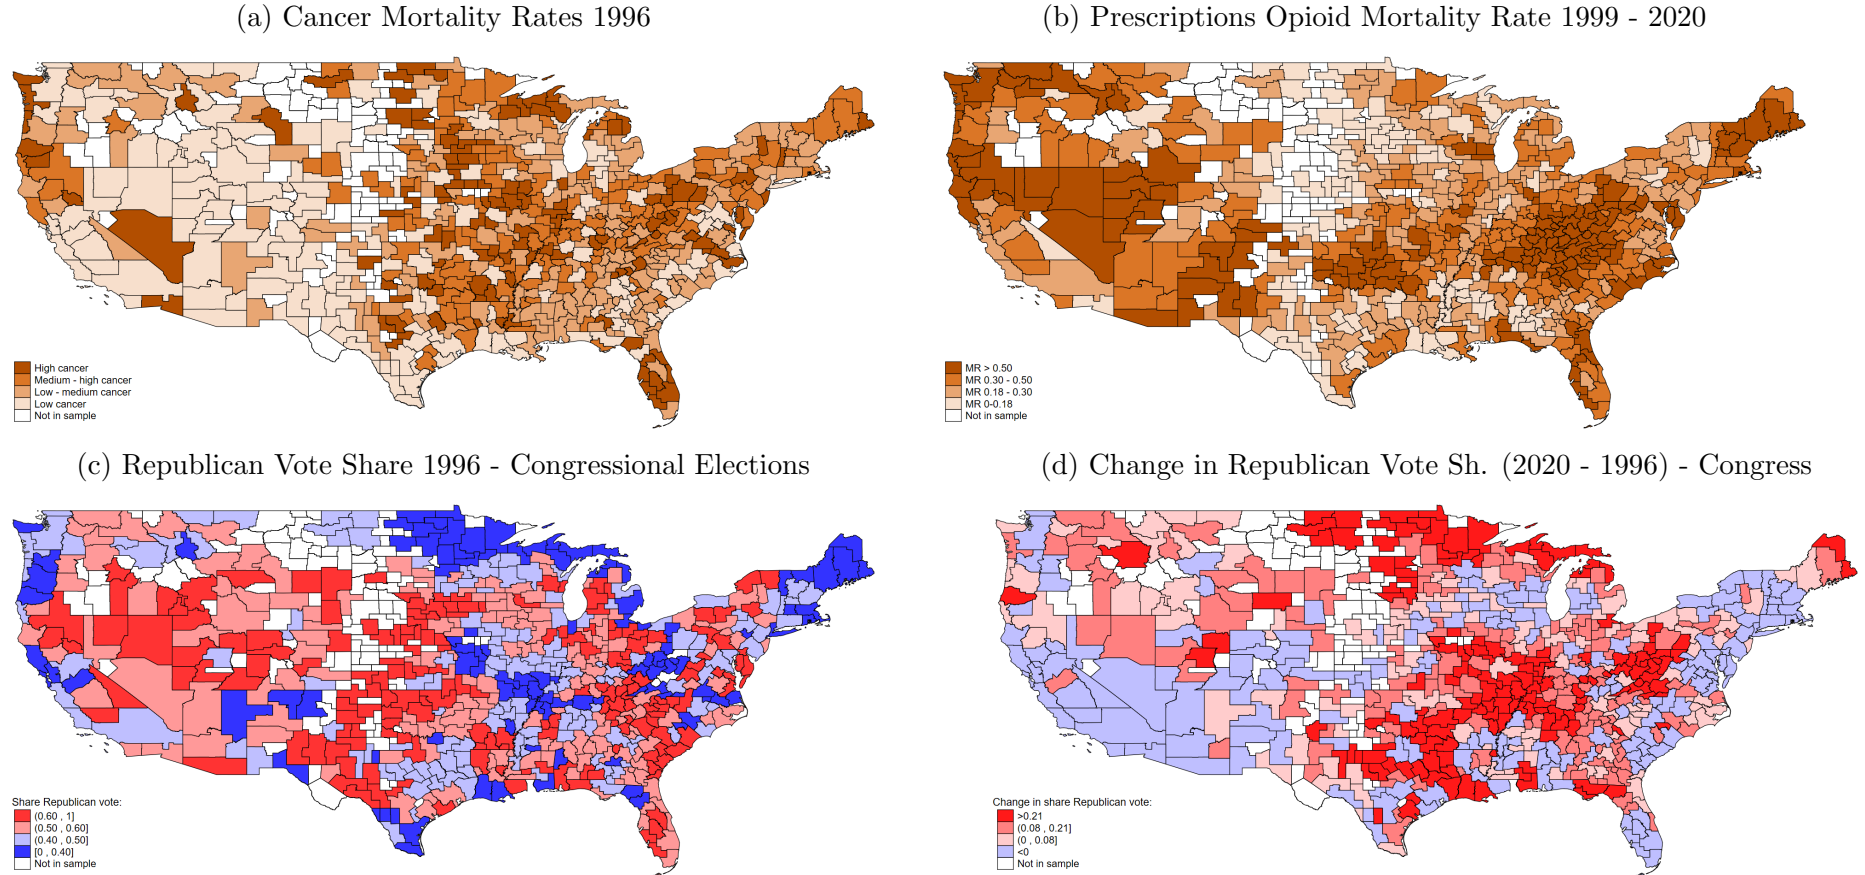 (a) Cancer Mortality Rates 1996
(b) Prescriptions Opioid Mortality Rate 1999 - 2020
High cancer
Medium - high cancer
Low - medium cancer
Low cancer
Not in sample
MR > 0.50
MR 0.30 - 0.50
MR 0.18 - 0.30
MR 0-0.18
Not in sample
(c) Republican Vote Share 1996 - Congressional Elections
(d) Change in Republican Vote Sh. (2020 - 1996) - Congress
Share Republican vote:
(0.60 , 1]
(0.50 , 0.60]
(0.40 , 0.50]
[0 , 0.40]
Not in sample
Change in share Republican vote:
>0.21
(0.08 , 0.21]
(0 , 0.08]
<0
Not in sample